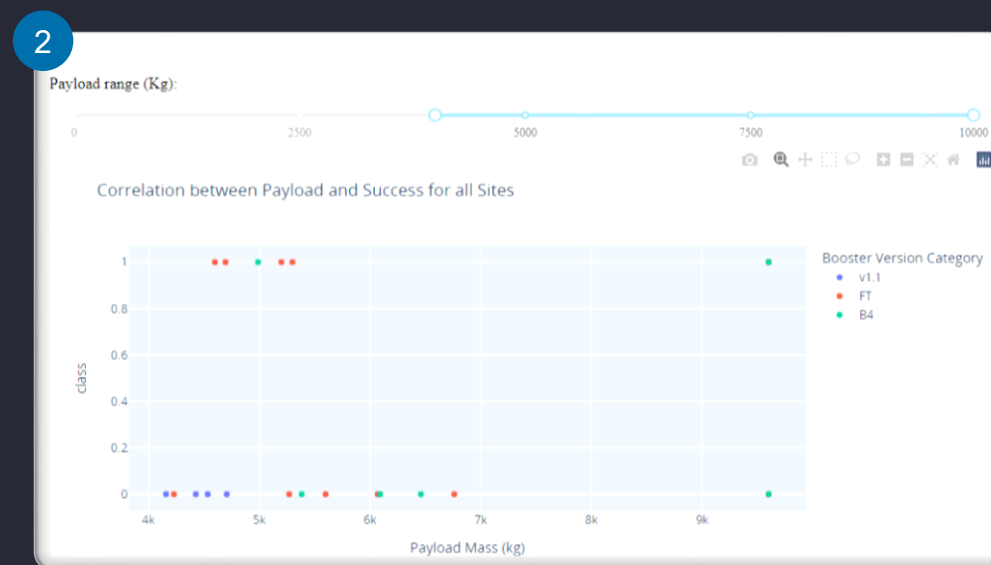 2
Payload range (Kg):
0 2500 5000 7500 10000
Correlation between Payload and Success for all Sites
Booster Version Category
v1.1
FT
B4
1
0.8
0.6
0.4
0.2
0
class
4k 5k 6k 7k 8k 9k
Payload Mass (kg)